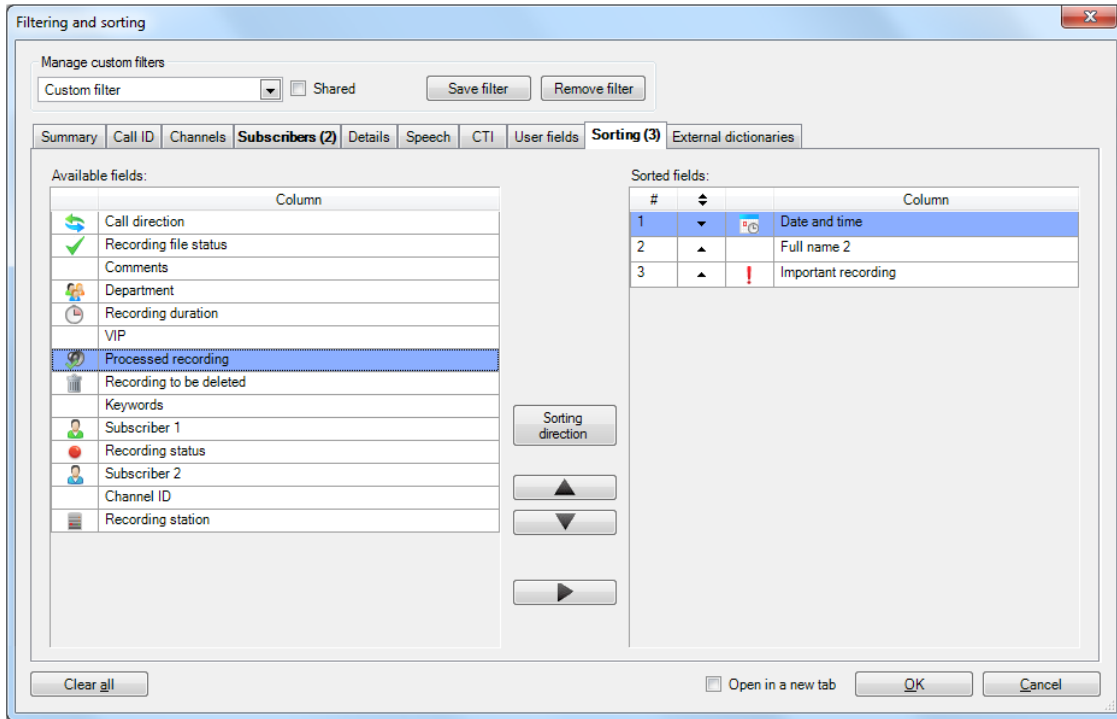 Filtering and sorting
x
Manage custom filters
Custom filter
Shared
Save filter
Remove filter
Summary
Call ID
Channels
Subscribers (2)
Details
Speech
CTI
User fields
Sorting (3)
External dictionaries
Available fields:
Column
Call direction
Recording file status
Comments
Department
Recording duration
VIP
Processed recording
Recording to be deleted
Keywords
Subscriber 1
Recording status
Subscriber 2
Channel ID
Recording station
Sorting
direction
Sorted fields:
# Column
1 Date and time
2 Full name 2
3 Important recording
Clear all
Open in a new tab
OK
Cancel